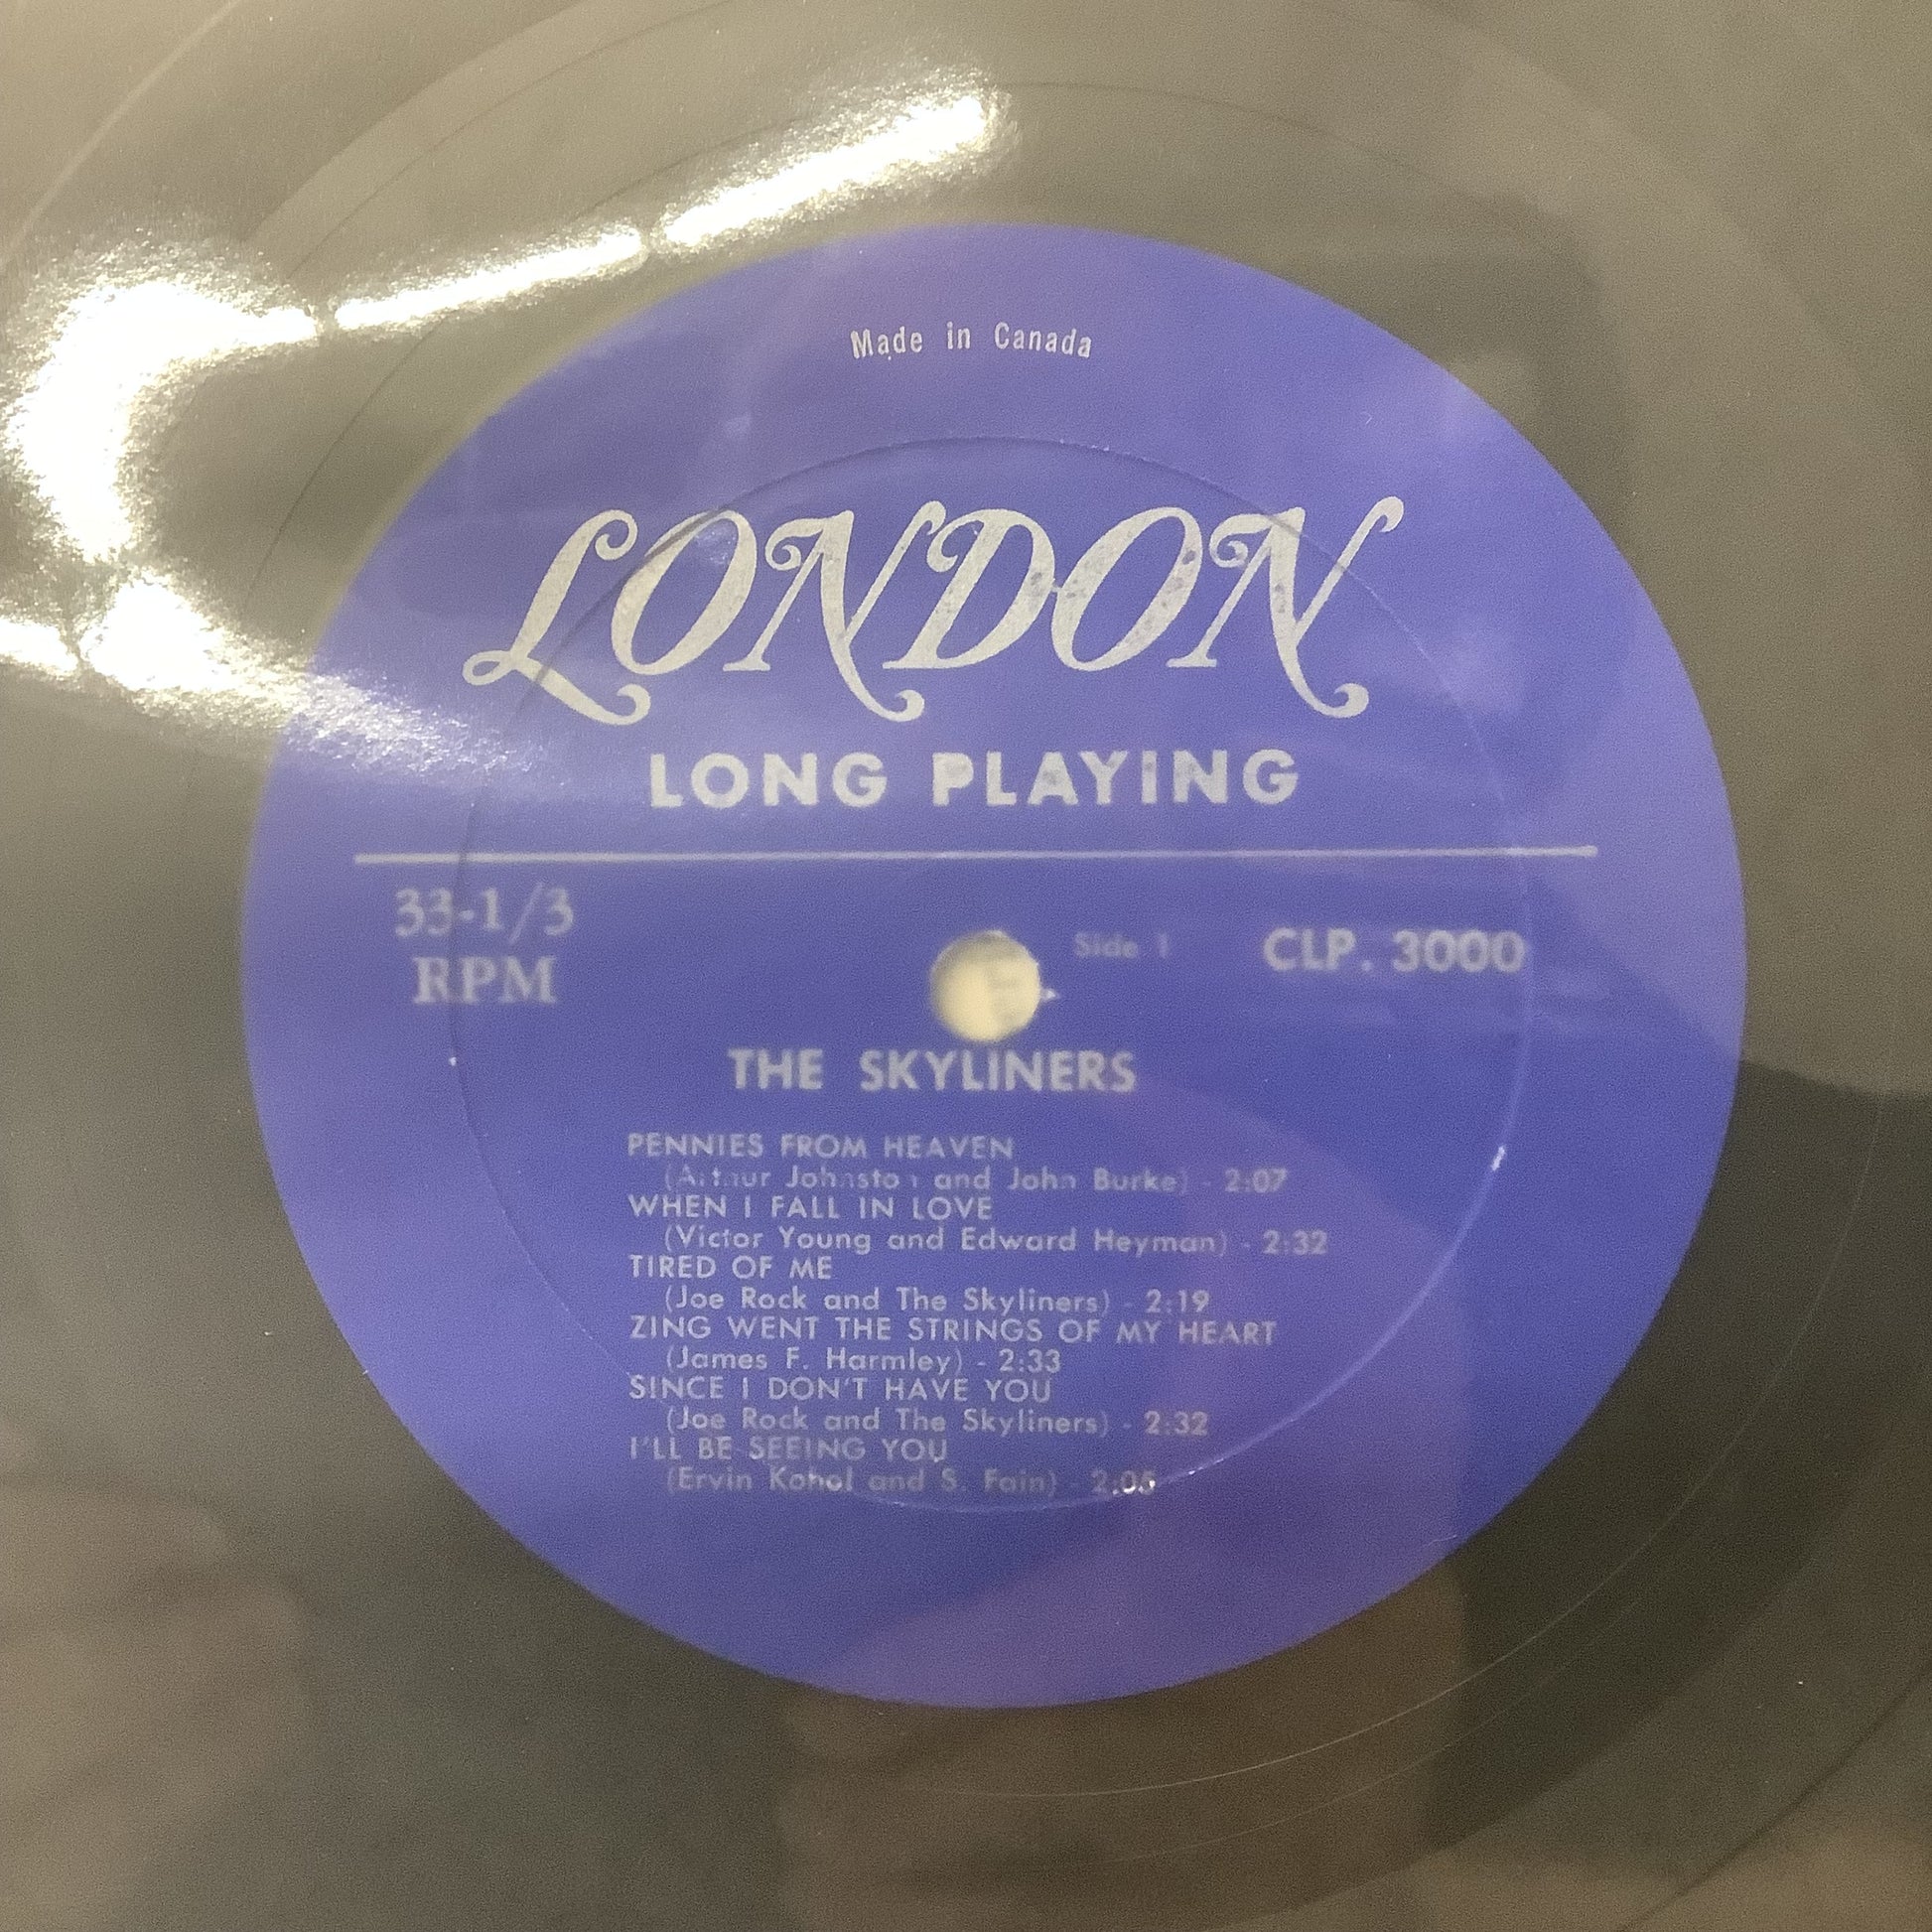 Made in Canada
LONDON
LONG PLAYING
33-1/3
RPM
Side 1
CLP. 3000
THE SKYLINERS
PENNIES FROM HEAVEN
(Arthur Johnston and John Burke) - 2:07
WHEN I FALL IN LOVE
(Victor Young and Edward Heyman) - 2:32
TIRED OF ME
(Joe Rock and The Skyliners) - 2:19
ZING WENT THE STRINGS OF MY HEART
(James F. Harmley) - 2:33
SINCE I DON'T HAVE YOU
(Joe Rock and The Skyliners) - 2:32
I'LL BE SEEING YOU
(Ervin Kohol and S. Fain) - 2:05